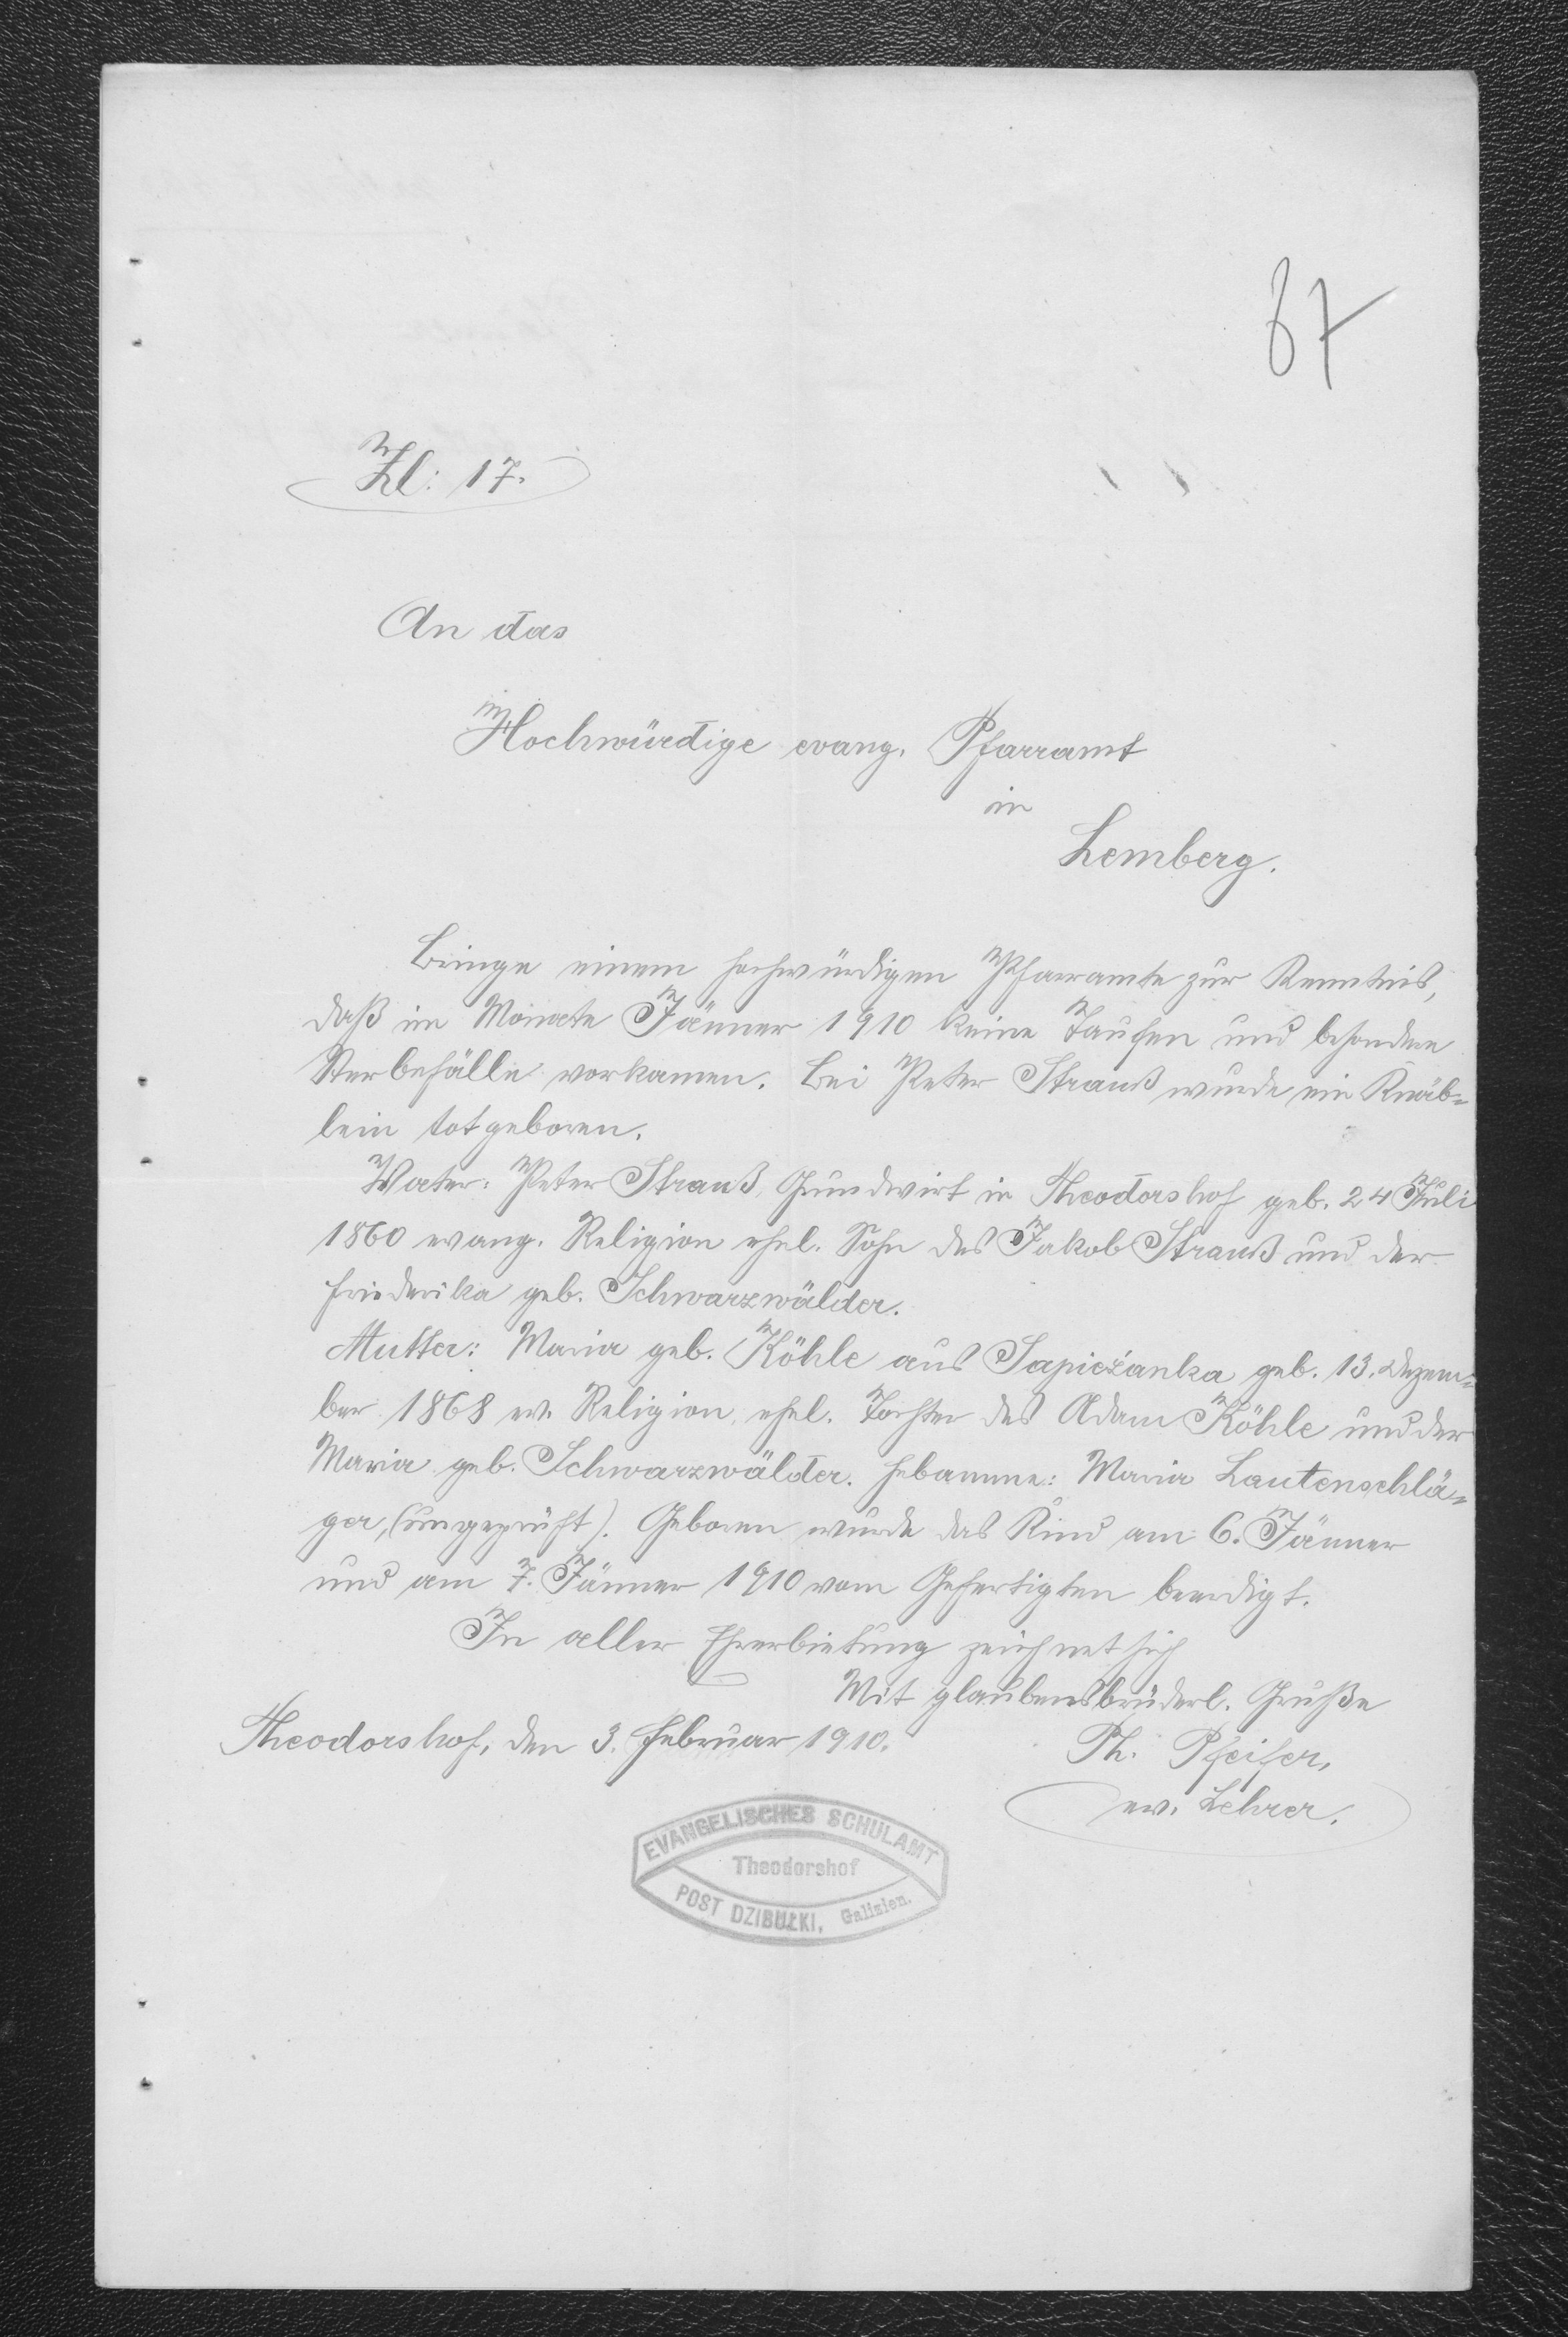 67
Zl: 17.
An das
Hochwürdige evang. Pfarramt
in
Lemberg.
Bringe einem hochwürdigen Pfarramte zur Kenntnis,
daß im Monate Jänner 1910 keine Taufen und besondere
Sterbefälle vorkamen. Bei Peter Strauß wurde ein Knäb=
lein totgeboren.
Vater: Peter Strauß, Grundwirt in Theodorshof geb. 24 Juli
1860 evang. Religion ehel. Sohn des Jakob Strauß und der
Friederika geb. Schwarzwälder.
Mutter: Maria geb. Köhle aus Sapieżanka geb. 13. Dezem=
ber 1868 ev. Religion, ehel. Tochter des Adam Köhle und der
Maria geb. Schwarzwälder. Hebamme: Maria Lautenschlä=
ger, (ungeprüft). Geboren wurde das Kind am 6. Jänner
und am 7. Jänner 1910 vom Gefertigten beerdigt.
In aller Ehrerbietung zeichnet sich
Mit glaubensbrüderl. Gruße
Theodorshof, den 3. Februar 1910.
Ph. Pfeifer,
ev. Lehrer.
EVANGELISCHES SCHULAMT
Theodorshof
POST DZIBUŁKI, Galizien.